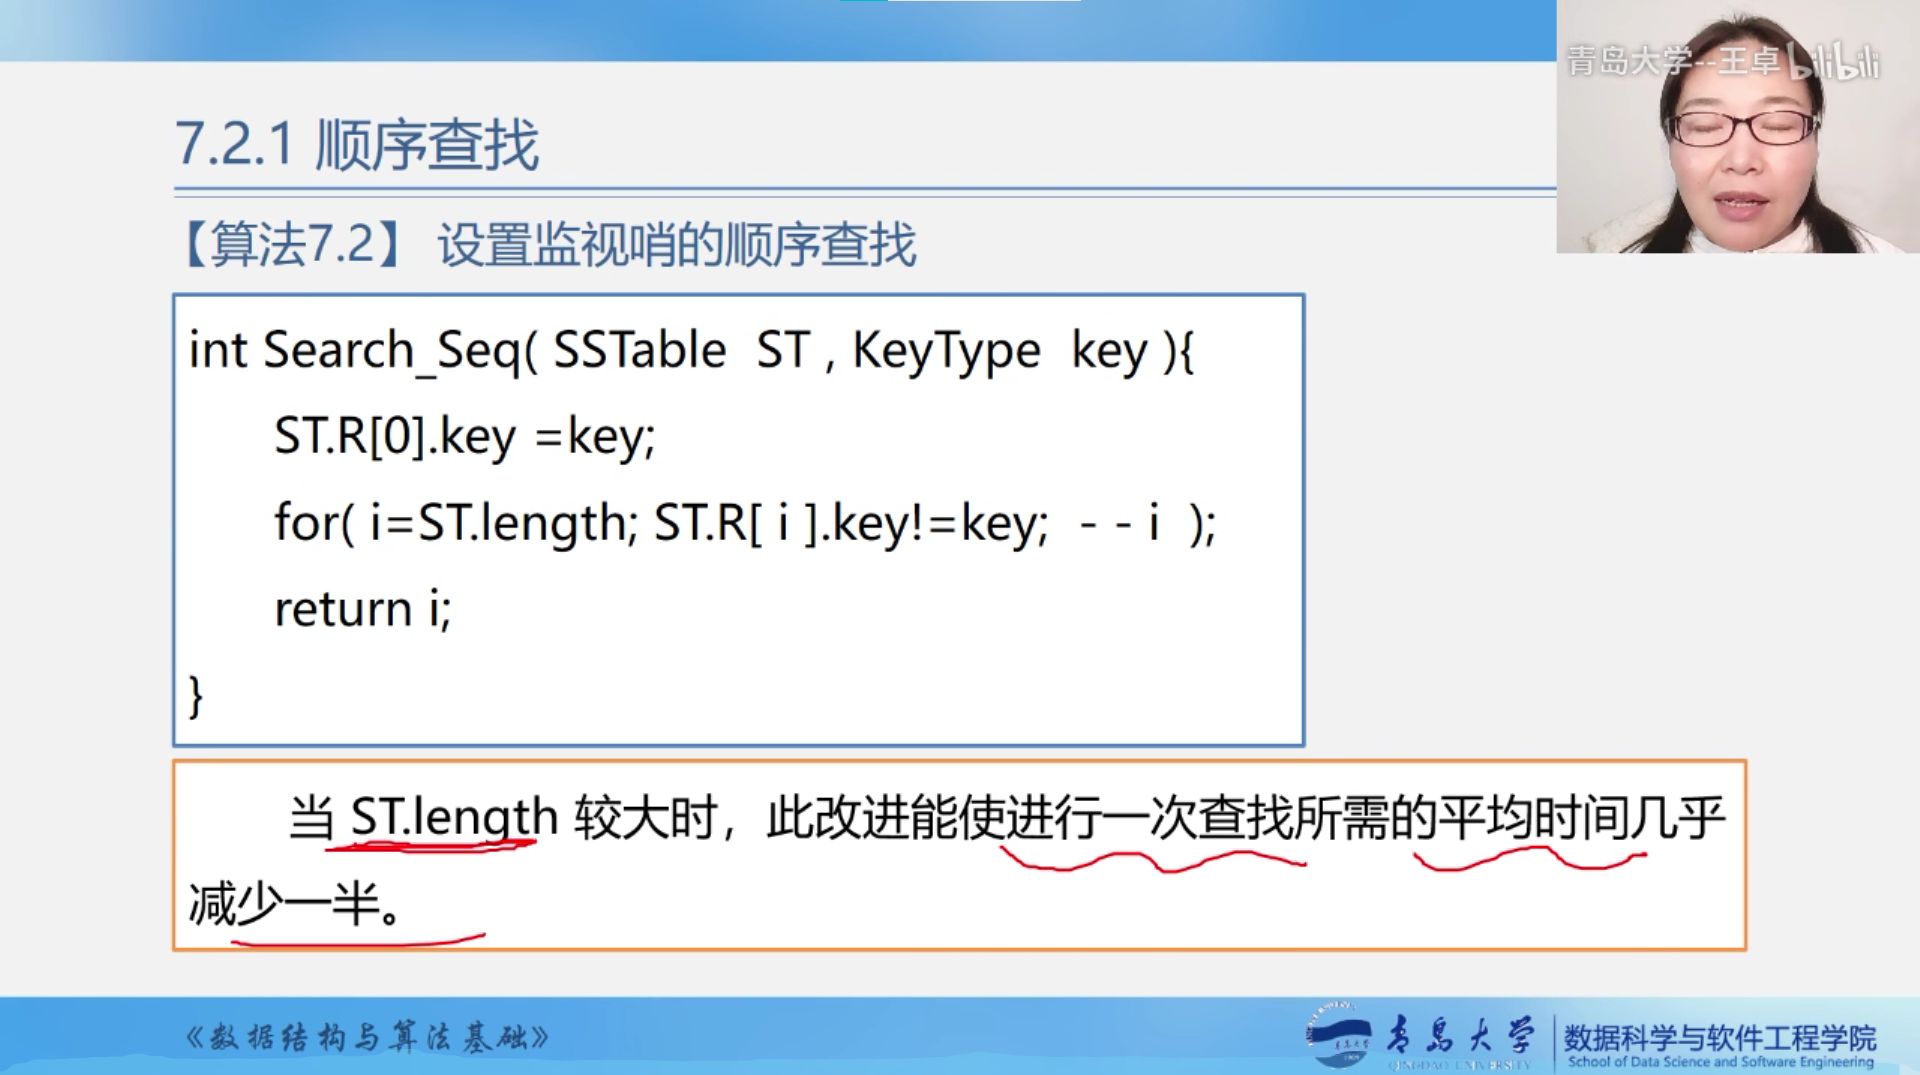 青岛大学--王卓 bilibili
7.2.1 顺序查找
【算法7.2】 设置监视哨的顺序查找
int Search_Seq( SSTable ST , KeyType key ){
ST.R[0].key =key;
for( i=ST.length; ST.R[ i ].key!=key; - - i );
return i;
}
当 ST.length 较大时，此改进能使进行一次查找所需的平均时间几乎
减少一半。
《数据结构与算法基础》
青岛大学
QINGDAO UNIVERSITY
数据科学与软件工程学院
School of Data Science and Software Engineering